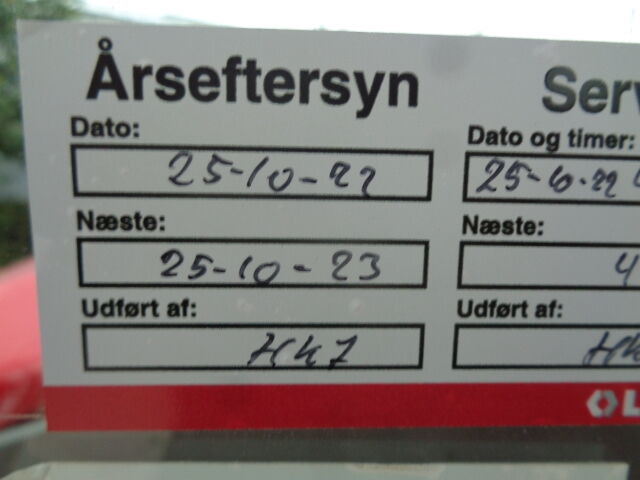 Årseftersyn
Dato:
25-10-22
Næste:
25-10-23
Udført af:
Serv
Dato og timer:
25-10-22
Næste:
4
Udført af:
L